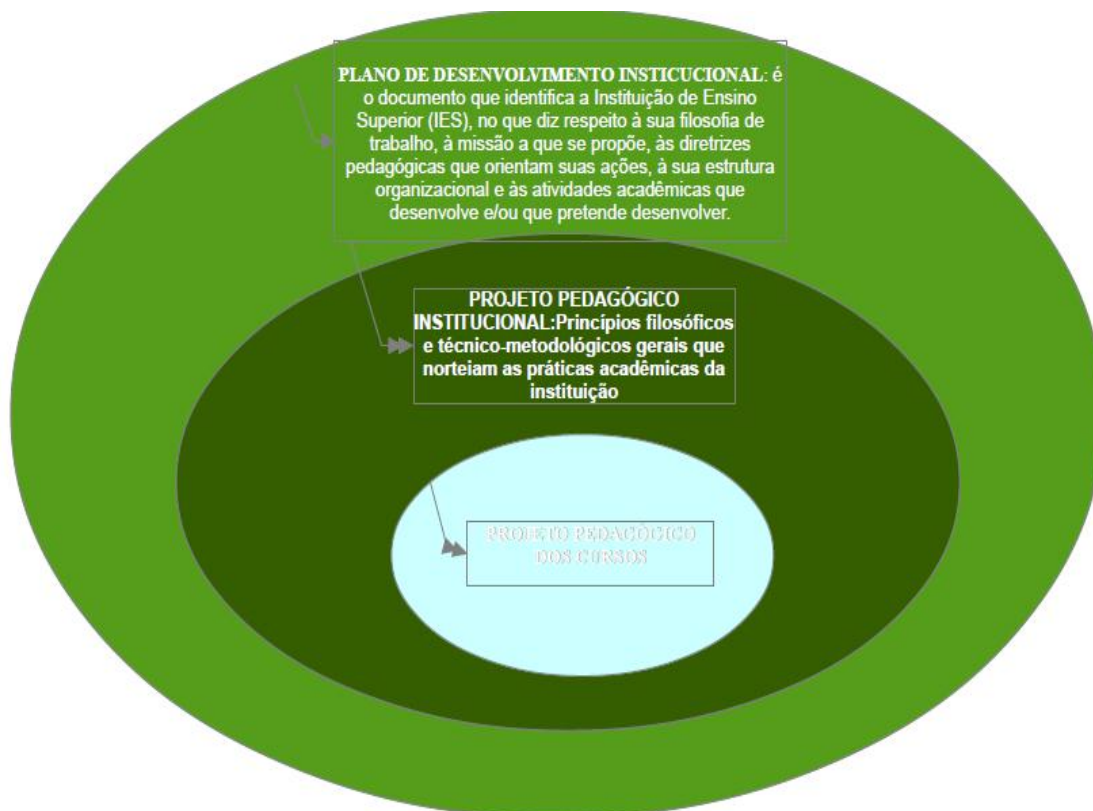 PLANO DE DESENVOLVIMENTO INSTICUCIONAL: é
o documento que identifica a Instituição de Ensino
Superior (IES), no que diz respeito à sua filosofia de
trabalho, à missão a que se propõe, às diretrizes
pedagógicas que orientam suas ações, à sua estrutura
organizacional e às atividades acadêmicas que
desenvolve e/ou que pretende desenvolver.
PROJETO PEDAGÓGICO
INSTITUCIONAL:Princípios filosóficos
e técnico-metodológicos gerais que
norteiam as práticas acadêmicas da
instituição
PROJETO PEDAGÓGICO
DOS CURSOS